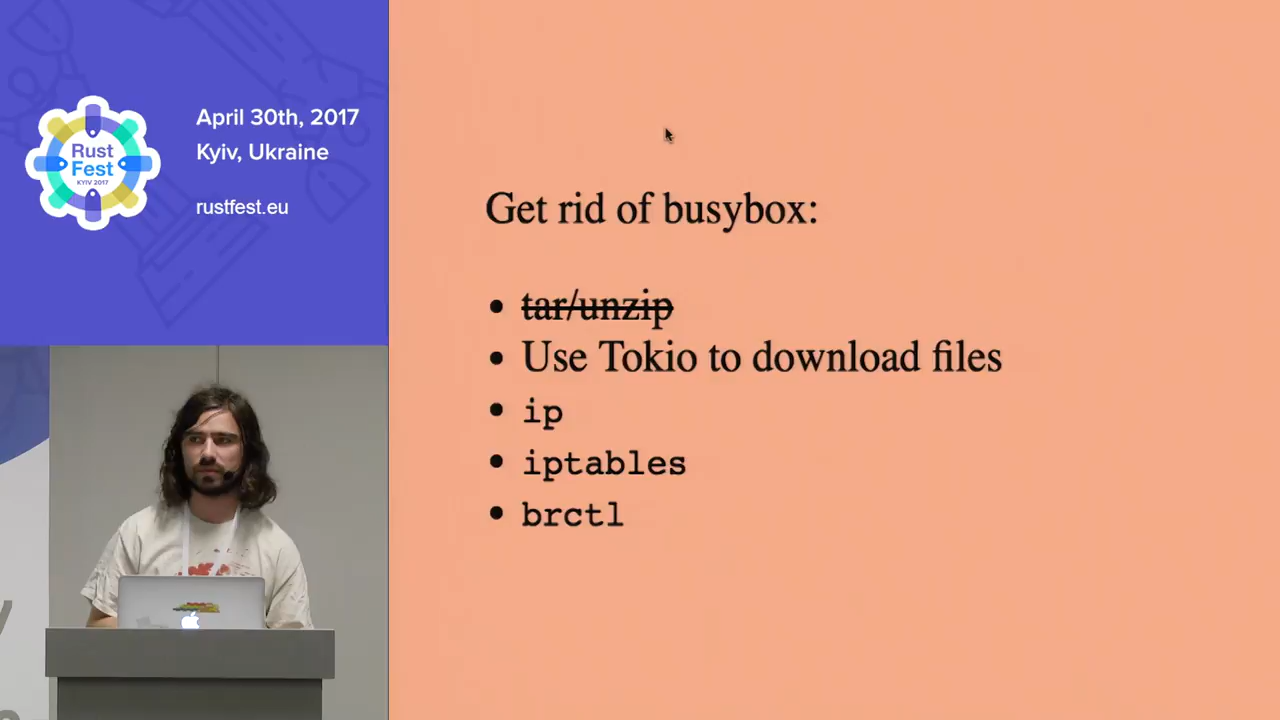 April 30th, 2017
Kyiv, Ukraine
rustfest.eu
Rust
Fest
KYIV 2017
Get rid of busybox:
• tar/unzip
• Use Tokio to download files
• ip
• iptables
• brctl